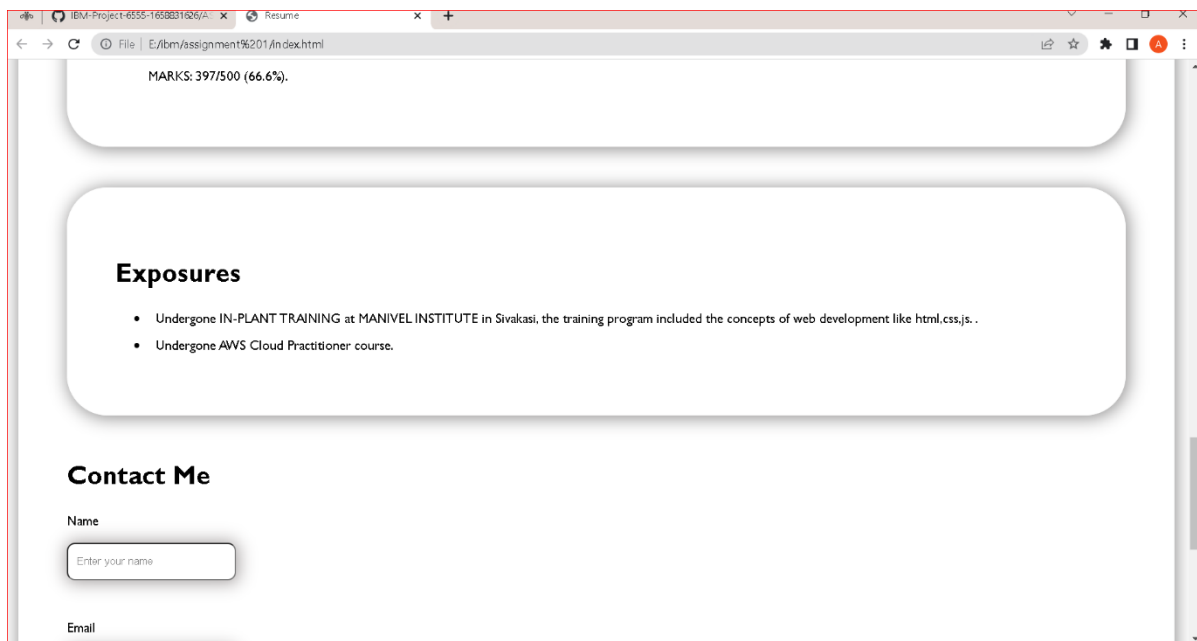 IBM-Project-6555-1658831626/A
Resume
File
E:/ibm/assignment%201/index.html
A
MARKS: 397/500 (66.6%).
Exposures
Undergone IN-PLANT TRAINING at MANIVEL INSTITUTE in Sivakasi, the training program included the concepts of web development like html,css,js. .
Undergone AWS Cloud Practitioner course.
Contact Me
Name
Enter your name
Email